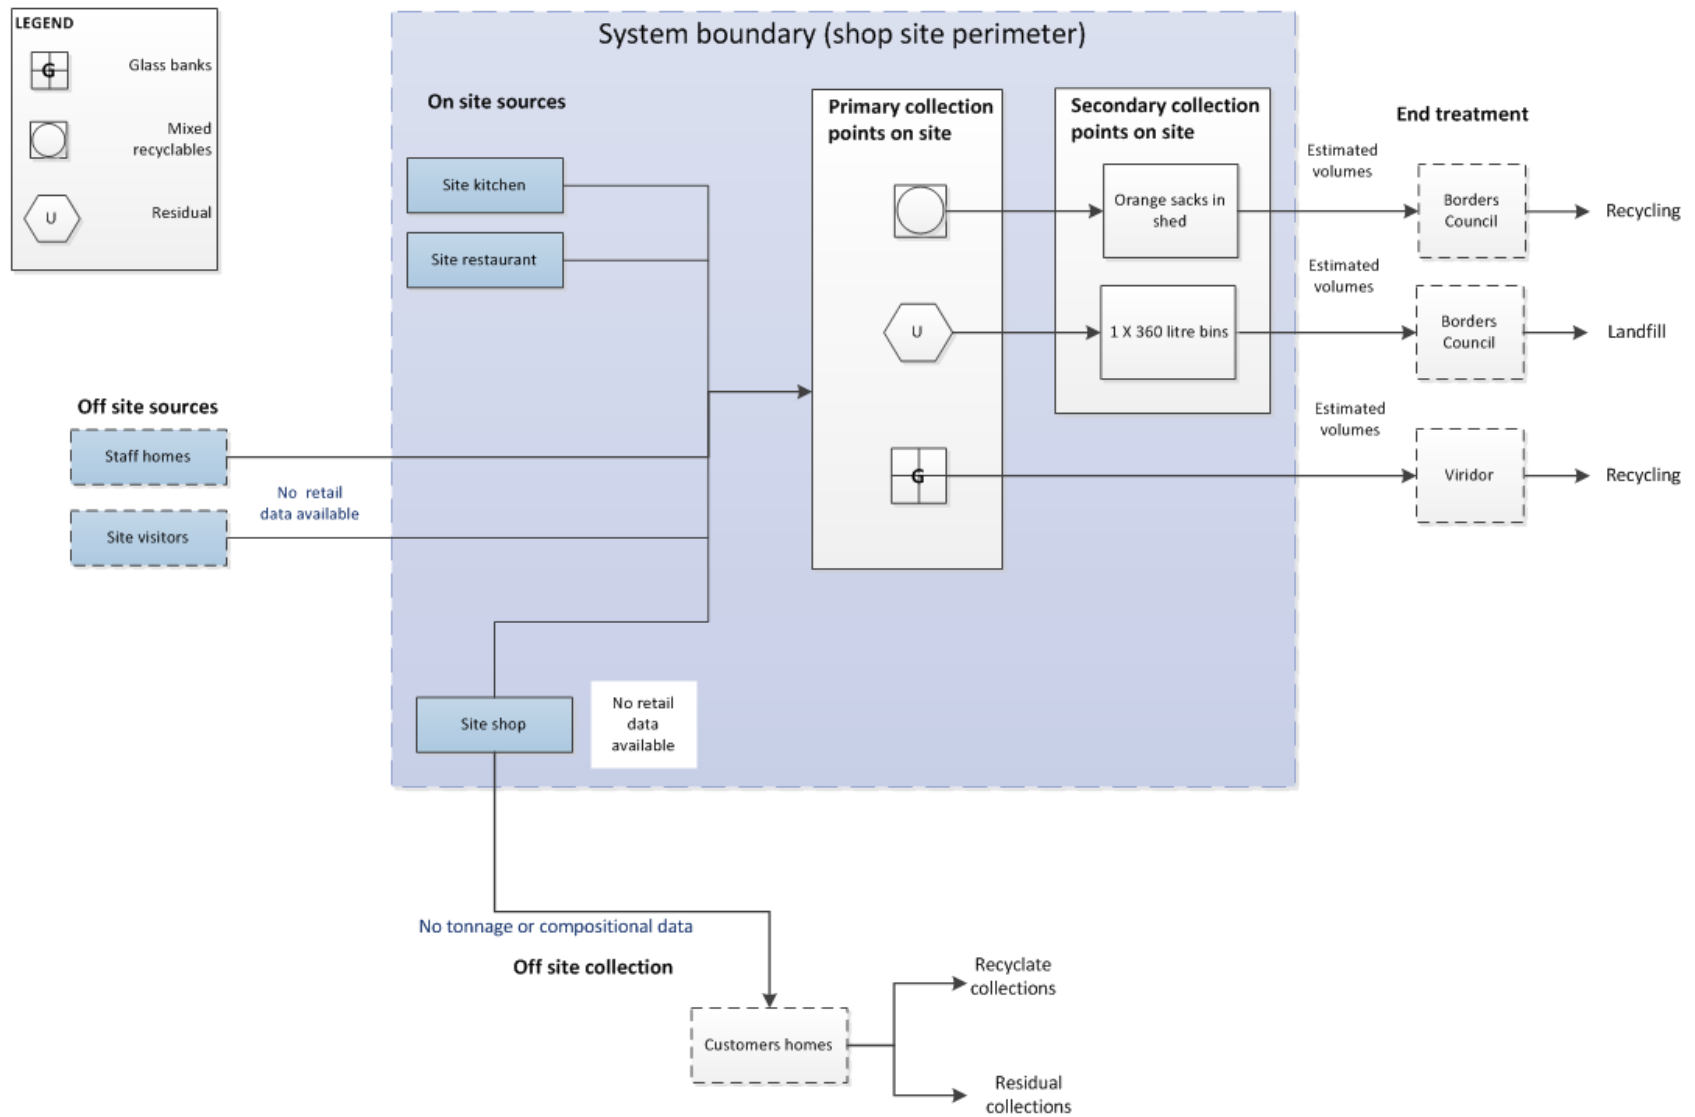 LEGEND
G
Glass banks
Mixed
recyclables
U
Residual
System boundary (shop site perimeter)
On site sources
Site kitchen
Site restaurant
Primary collection
points on site
U
G
Secondary collection
points on site
Orange sacks in
shed
1 X 360 litre bins
End treatment
Estimated
volumes
Borders
Council
Recycling
Estimated
volumes
Borders
Council
Landfill
Estimated
volumes
Viridor
Recycling
Off site sources
Staff homes
No retail
data available
Site visitors
Site shop
No retail
data
available
No tonnage or compositional data
Off site collection
Customers homes
Recyclate
collections
Residual
collections